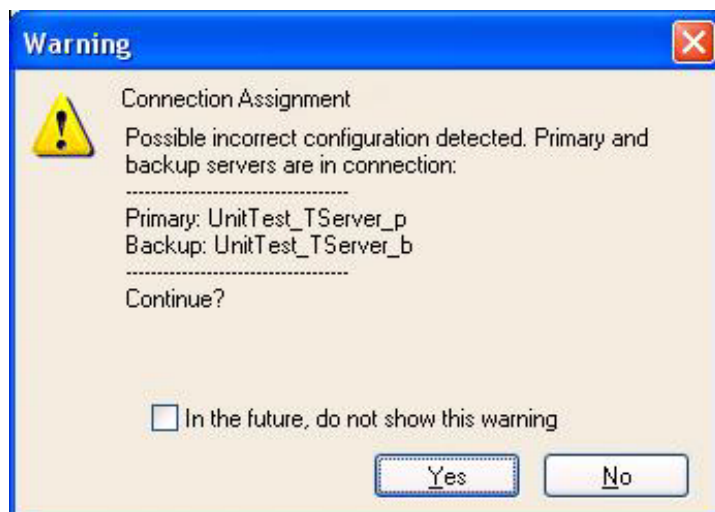 Warning
Connection Assignment
Possible incorrect configuration detected. Primary and
backup servers are in connection:
-----------------------------------
Primary: UnitTest_TServer_p
Backup: UnitTest_TServer_b
-----------------------------------
Continue?
In the future, do not show this warning
Yes
No